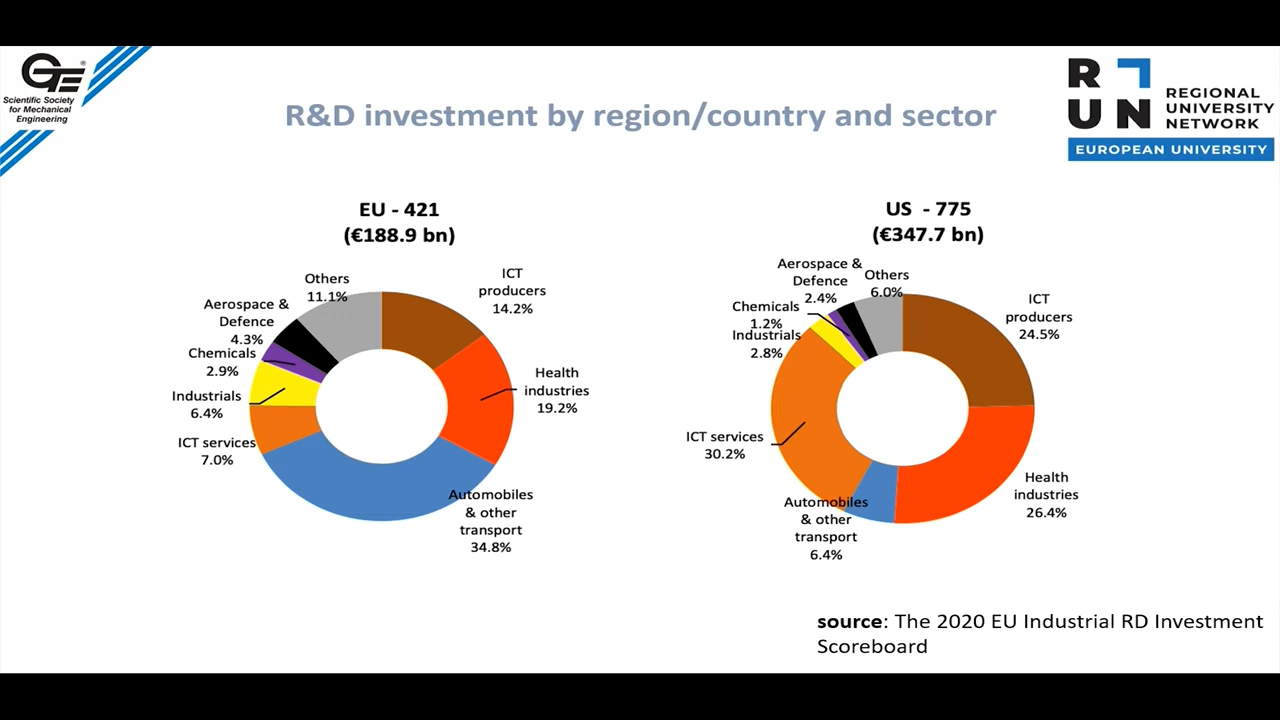 GTE
®
Scientific Society
for Mechanical
Engineering
R&D investment by region/country and sector
R UN
REGIONAL
UNIVERSITY
NETWORK
EUROPEAN UNIVERSITY
EU - 421
(€188.9 bn)
Others
11.1%
ICT
producers
14.2%
Aerospace &
Defence
4.3%
Chemicals
2.9%
Health
industries
19.2%
Industrials
6.4%
ICT services
7.0%
Automobiles
& other
transport
34.8%
US - 775
(€347.7 bn)
Aerospace &
Defence
2.4%
Others
6.0%
Chemicals
1.2%
ICT
producers
24.5%
Industrials
2.8%
ICT services
30.2%
Health
industries
26.4%
Automobiles
& other
transport
6.4%
source: The 2020 EU Industrial RD Investment
Scoreboard